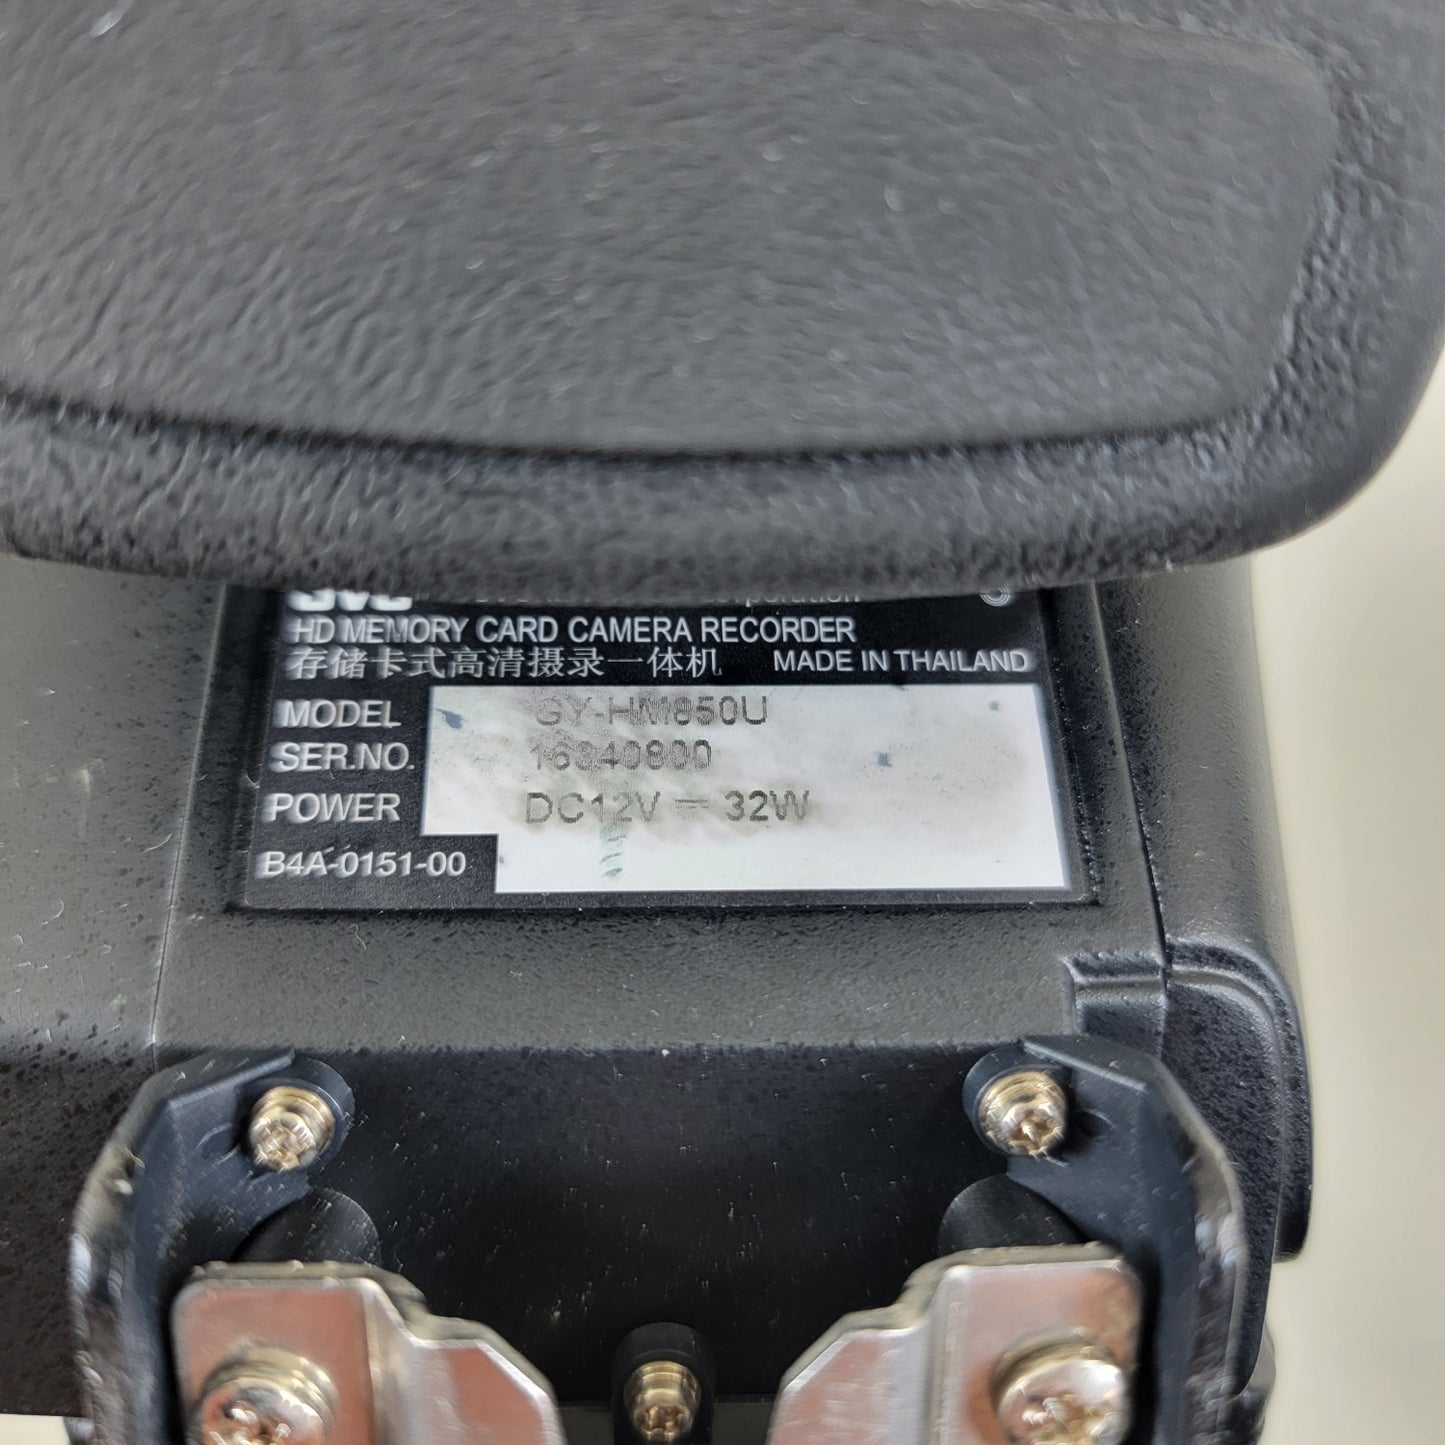 JVC
HD MEMORY CARD CAMERA RECORDER
存储卡式高清摄录一体机 MADE IN THAILAND
MODEL GY-HM850U
SER.NO. 16340800
POWER DC12V ⎓ 32W
B4A-0151-00